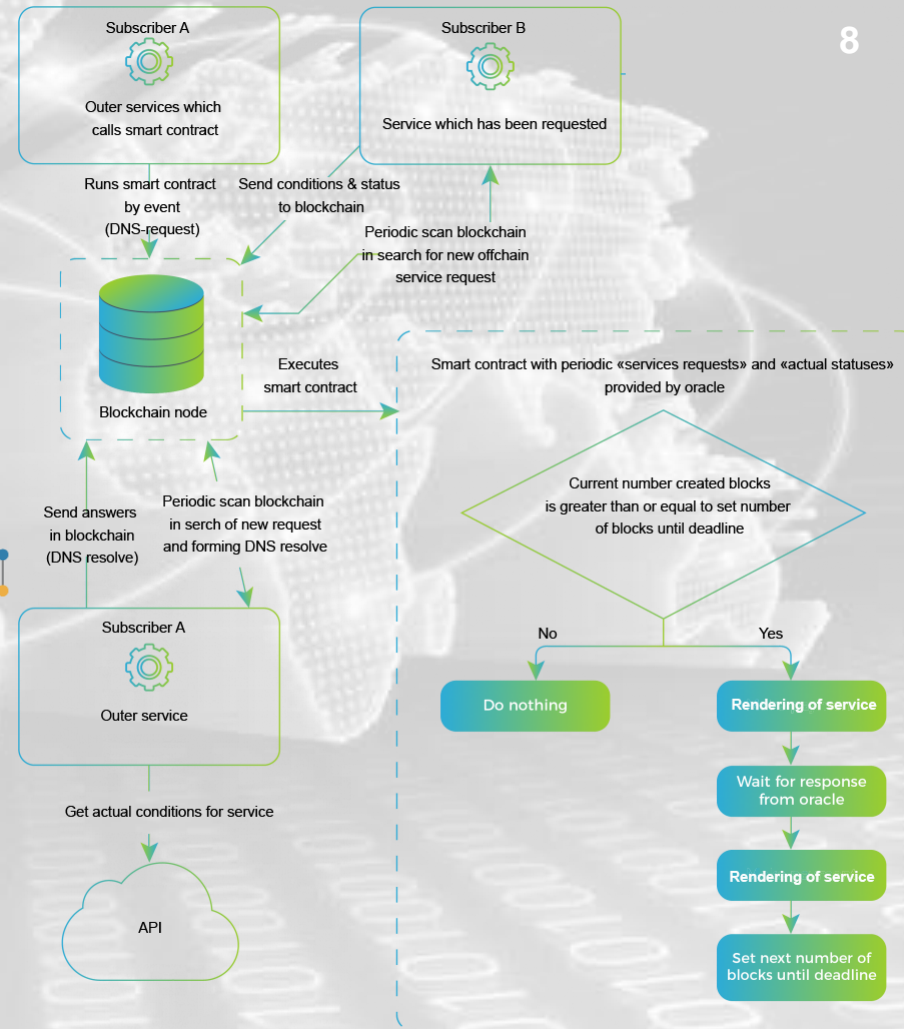 8
Subscriber A
Outer services which
calls smart contract
Subscriber B
Service which has been requested
Runs smart contract
by event
(DNS-request)
Send conditions & status
to blockchain
Periodic scan blockchain
in search for new offchain
service request
Blockchain node
Executes
smart contract
Smart contract with periodic «services requests» and «actual statuses»
provided by oracle
Current number created blocks
is greater than or equal to set number
of blocks until deadline
Send answers
in blockchain
(DNS resolve)
Periodic scan blockchain
in serch of new request
and forming DNS resolve
Subscriber A
Outer service
No
Yes
Do nothing
Rendering of service
Wait for response
from oracle
Rendering of service
Set next number of
blocks until deadline
Get actual conditions for service
API